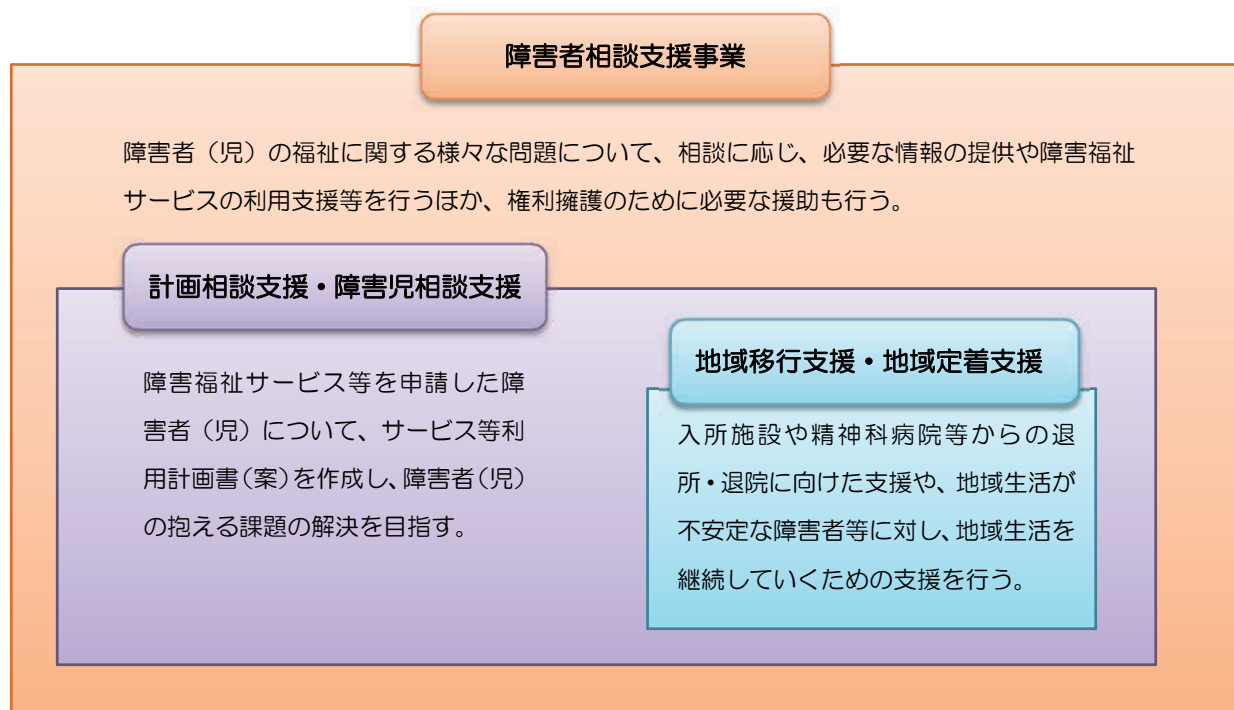 障害者相談支援事業
障害者（児）の福祉に関する様々な問題について、相談に応じ、必要な情報の提供や障害福祉
サービスの利用支援等を行うほか、権利擁護のために必要な援助も行う。
計画相談支援・障害児相談支援
障害福祉サービス等を申請した障
害者（児）について、サービス等利
用計画書（案）を作成し、障害者（児）
の抱える課題の解決を目指す。
地域移行支援・地域定着支援
入所施設や精神科病院等からの退
所・退院に向けた支援や、地域生活が
不安定な障害者等に対し、地域生活を
継続していくための支援を行う。